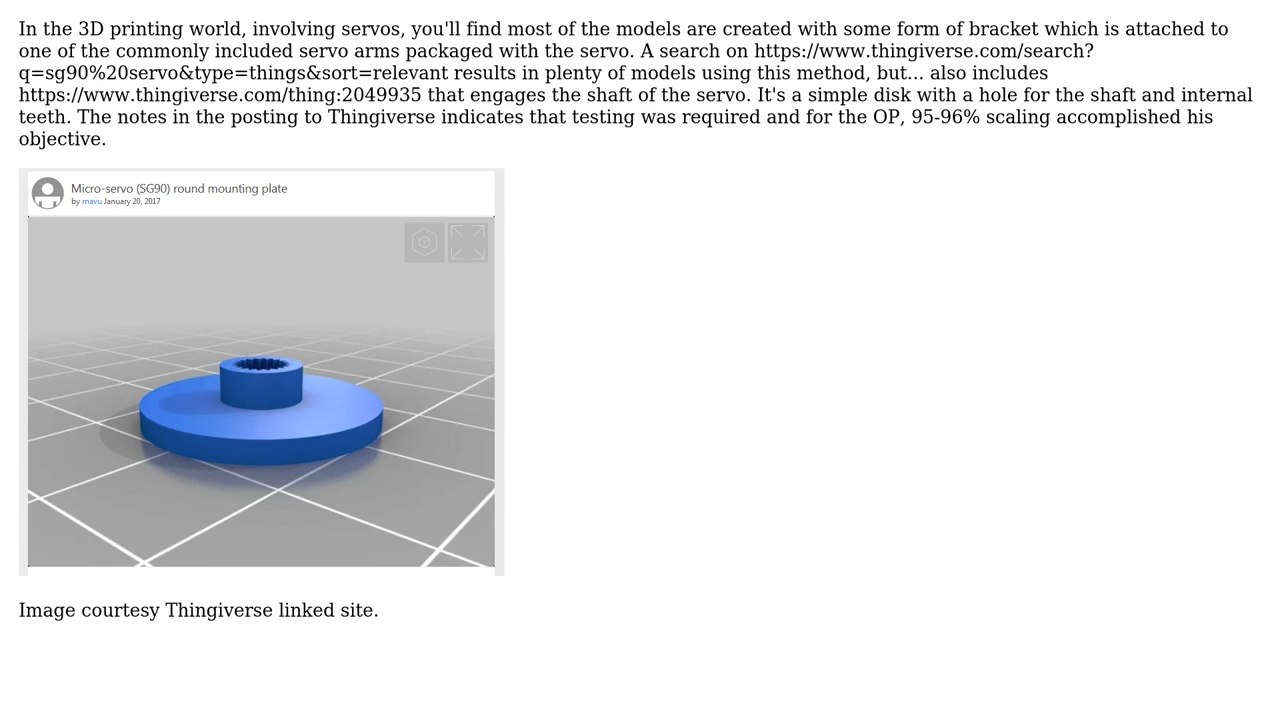 In the 3D printing world, involving servos, you'll find most of the models are created with some form of bracket which is attached to
one of the commonly included servo arms packaged with the servo. A search on https://www.thingiverse.com/search?
q=sg90%20servo&type=things&sort=relevant results in plenty of models using this method, but... also includes
https://www.thingiverse.com/thing:2049935 that engages the shaft of the servo. It's a simple disk with a hole for the shaft and internal
teeth. The notes in the posting to Thingiverse indicates that testing was required and for the OP, 95-96% scaling accomplished his
objective.
Micro-servo (SG90) round mounting plate
by mavu January 20, 2017
Image courtesy Thingiverse linked site.